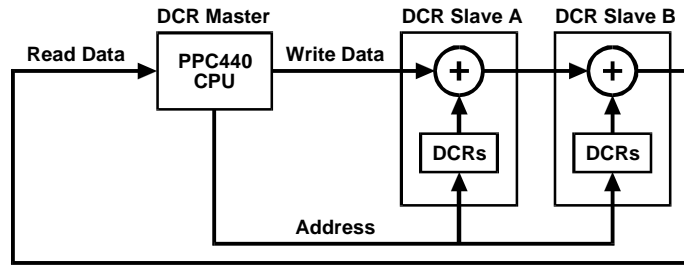 DCR Master
DCR Slave A
DCR Slave B
Read Data
PPC440
CPU
Write Data
+
+
DCRs
DCRs
Address